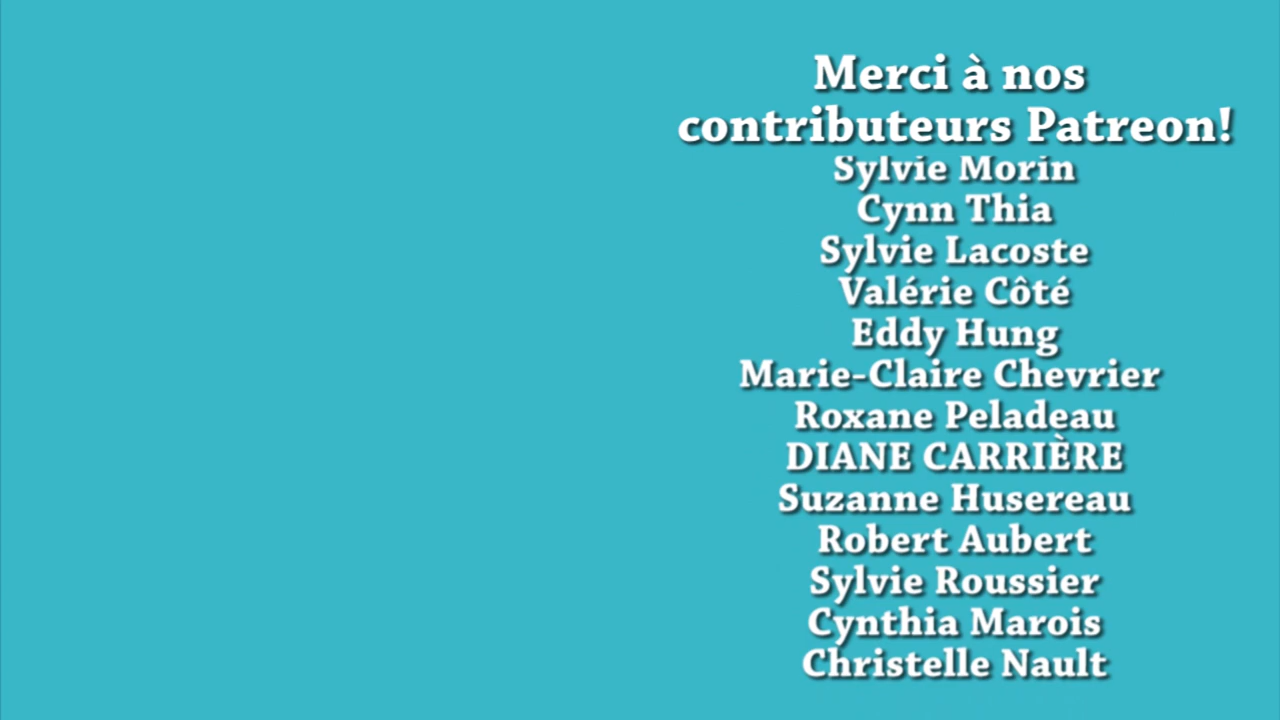 Merci à nos
contributeurs Patreon!
Sylvie Morin
Cynn Thia
Sylvie Lacoste
Valérie Côté
Eddy Hung
Marie-Claire Chevrier
Roxane Peladeau
DIANE CARRIÈRE
Suzanne Husereau
Robert Aubert
Sylvie Roussier
Cynthia Marois
Christelle Nault